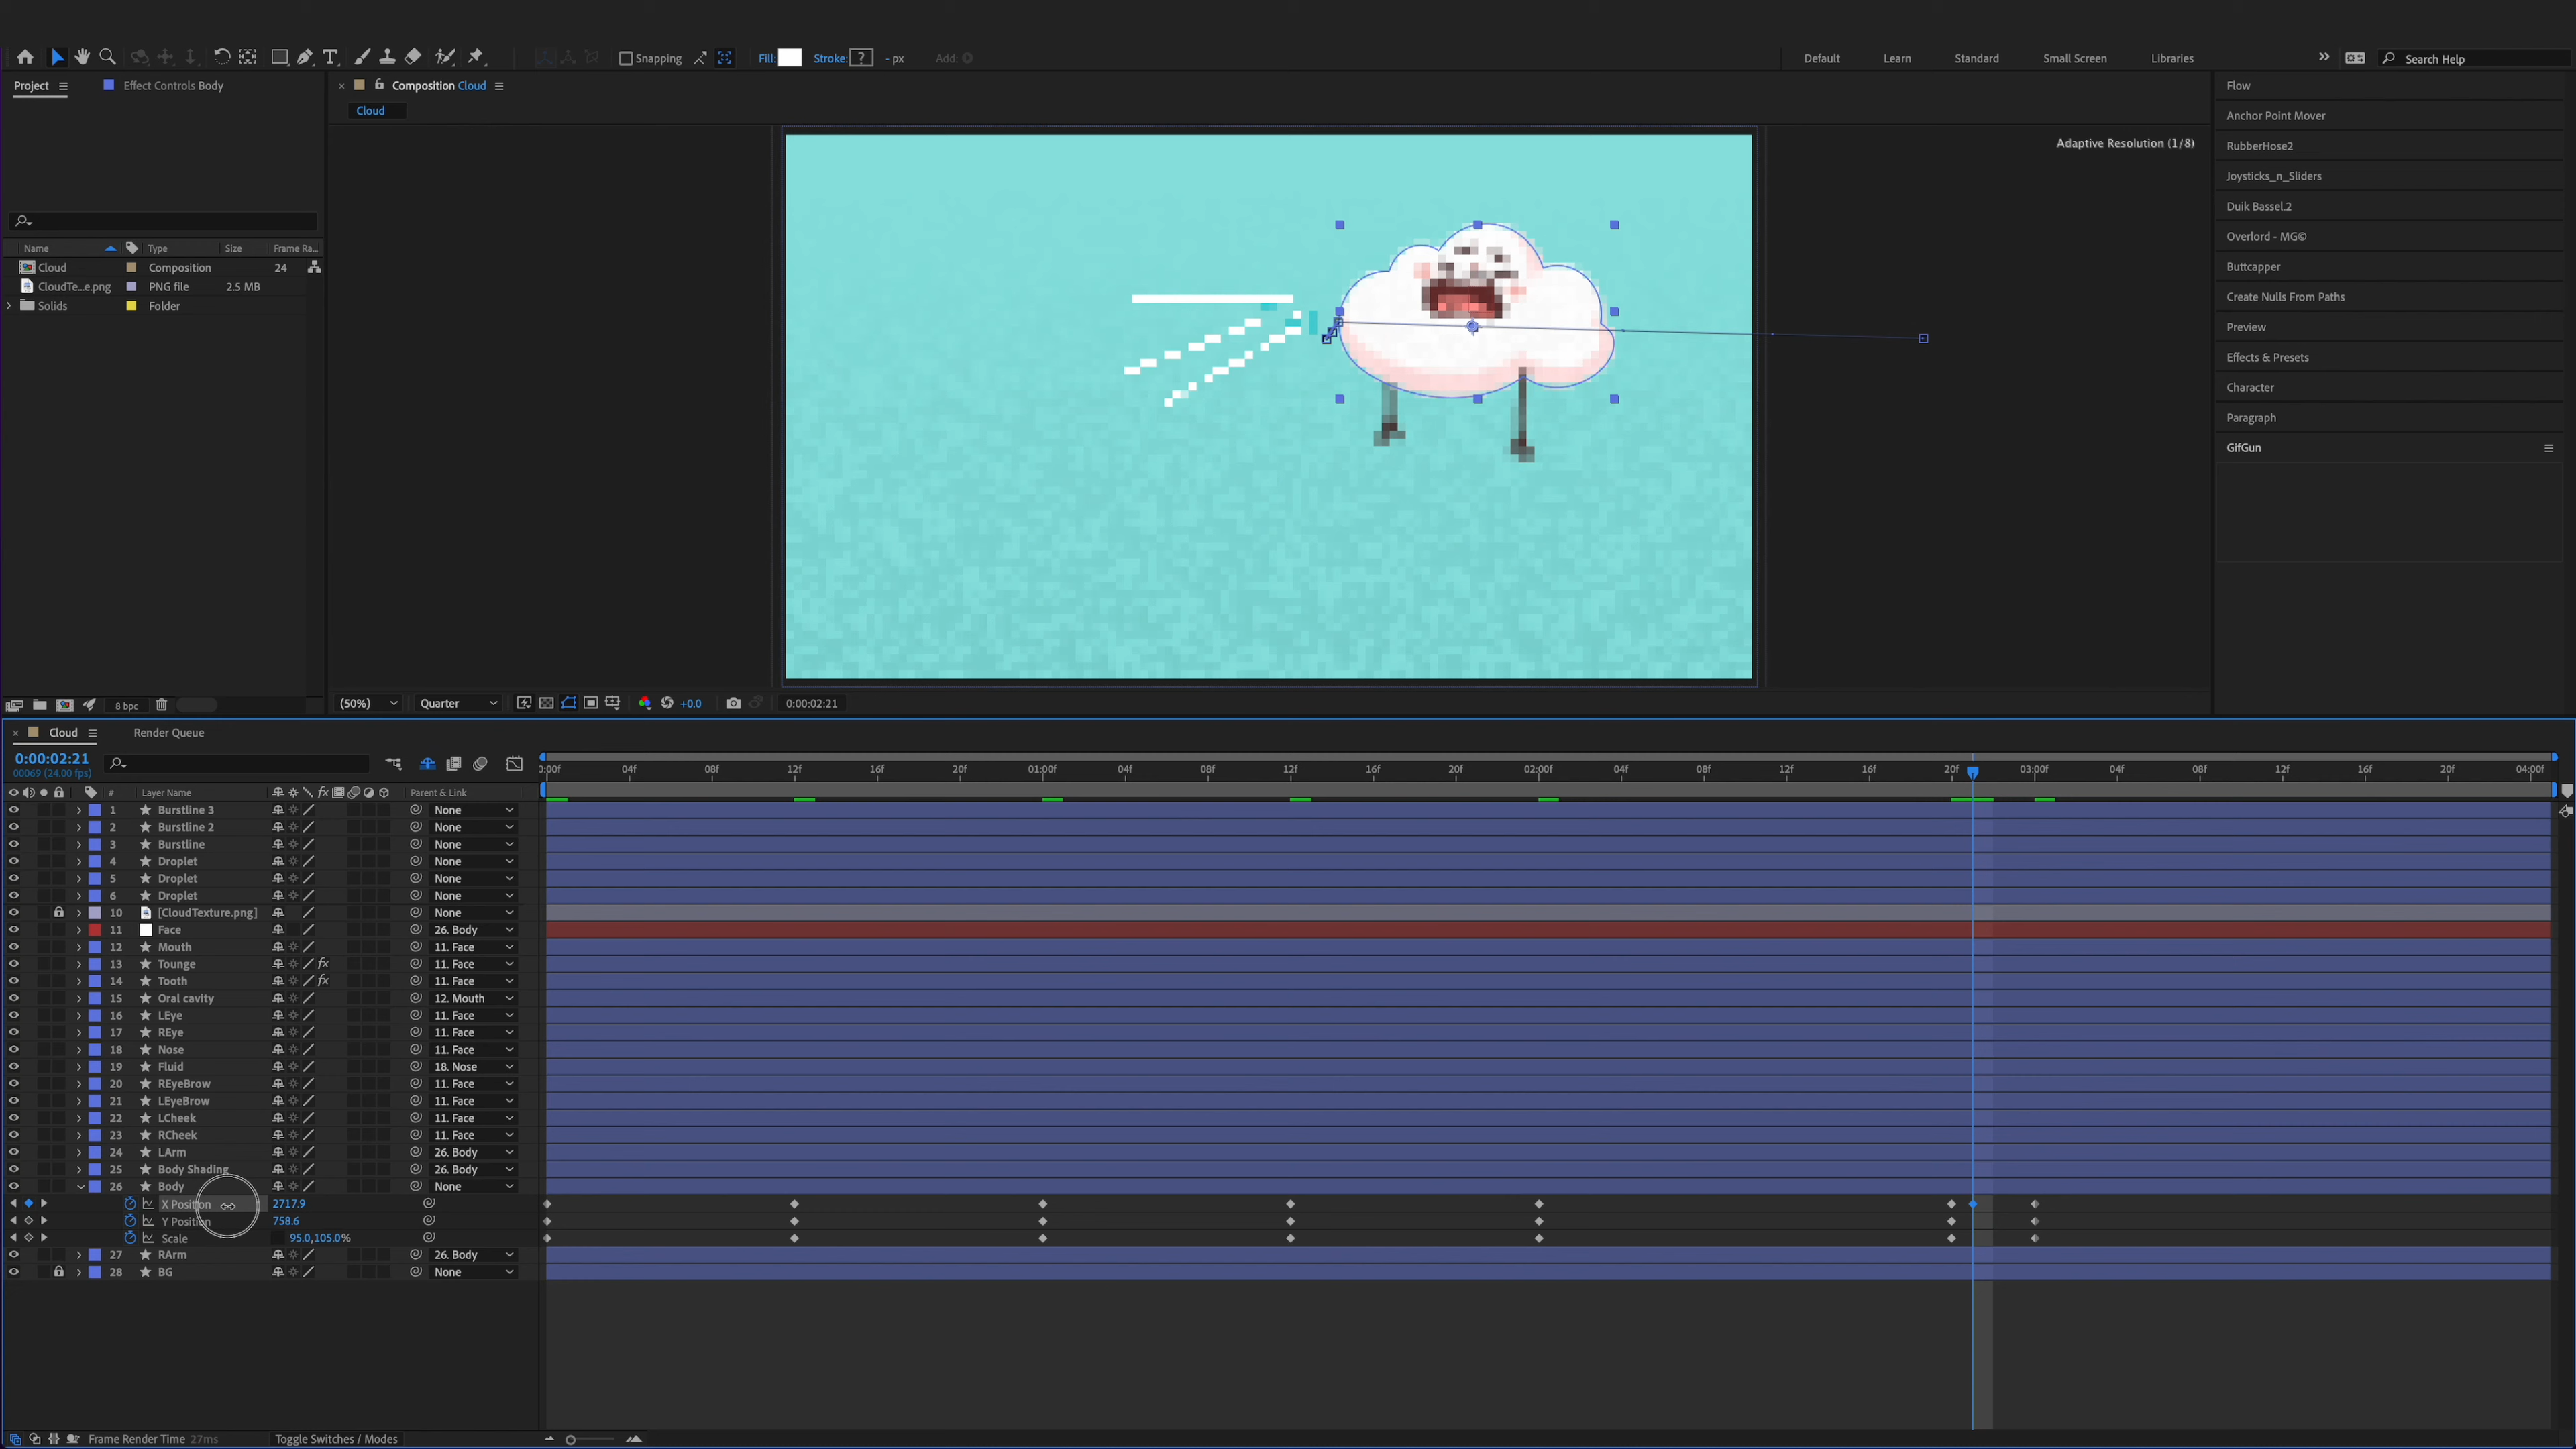 Snapping
Fill: Stroke: ? - px Add:
Default Learn Standard Small Screen Libraries
Search Help
Project Effect Controls Body
Composition Cloud
Cloud
Name Type Size Frame Ra...
Cloud Composition 24
CloudTe...e.png PNG file 2.5 MB
Solids Folder
Adaptive Resolution (1/8)
Flow
Anchor Point Mover
RubberHose2
Joysticks_n_Sliders
Duik Bassel.2
Overlord - MG©
Buttcapper
Create Nulls From Paths
Preview
Effects & Presets
Character
Paragraph
GifGun
8 bpc
(50%) Quarter +0.0 0:00:02:21
Cloud Render Queue
0:00:02:21
00069 (24.00 fps)
0:00f 04f 08f 12f 16f 20f 01:00f 04f 08f 12f 16f 20f 02:00f 04f 08f 12f 16f 20f 03:00f 04f 08f 12f 16f 20f 04:00f
# Layer Name fx Parent & Link
1 Burstline 3 None
2 Burstline 2 None
3 Burstline None
4 Droplet None
5 Droplet None
6 Droplet None
10 [CloudTexture.png] None
11 Face 26. Body
12 Mouth 11. Face
13 Tounge fx 11. Face
14 Tooth fx 11. Face
15 Oral cavity 12. Mouth
16 LEye 11. Face
17 REye 11. Face
18 Nose 11. Face
19 Fluid 18. Nose
20 REyeBrow 11. Face
21 LEyeBrow 11. Face
22 LCheek 11. Face
23 RCheek 11. Face
24 LArm 26. Body
25 Body Shading 26. Body
26 Body None
X Position 2717.9
Y Position 758.6
Scale 95.0,105.0%
27 RArm 26. Body
28 BG None
Frame Render Time 27ms Toggle Switches / Modes